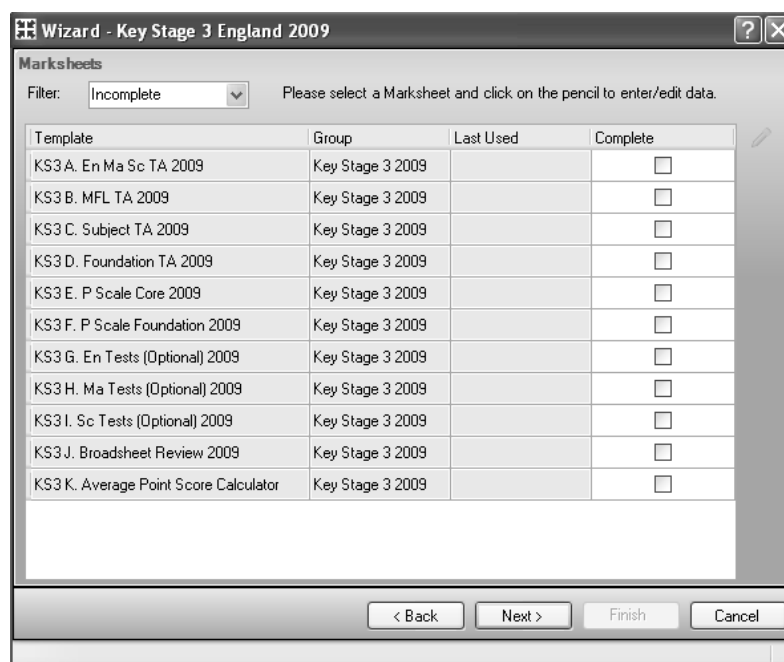 Wizard - Key Stage 3 England 2009 ?
Marksheets
Filter: Incomplete Please select a Marksheet and click on the pencil to enter/edit data.
Template Group Last Used Complete
KS3 A. En Ma Sc TA 2009 Key Stage 3 2009
KS3 B. MFL TA 2009 Key Stage 3 2009
KS3 C. Subject TA 2009 Key Stage 3 2009
KS3 D. Foundation TA 2009 Key Stage 3 2009
KS3 E. P Scale Core 2009 Key Stage 3 2009
KS3 F. P Scale Foundation 2009 Key Stage 3 2009
KS3 G. En Tests (Optional) 2009 Key Stage 3 2009
KS3 H. Ma Tests (Optional) 2009 Key Stage 3 2009
KS3 I. Sc Tests (Optional) 2009 Key Stage 3 2009
KS3 J. Broadsheet Review 2009 Key Stage 3 2009
KS3 K. Average Point Score Calculator Key Stage 3 2009
< Back Next > Finish Cancel